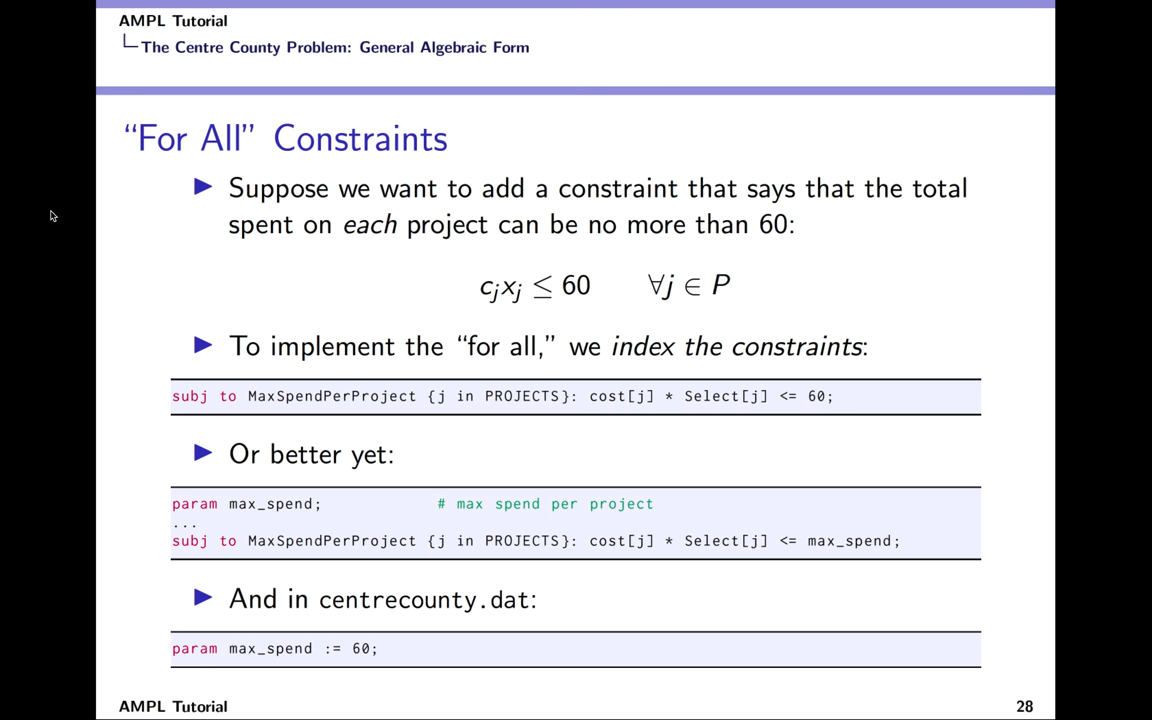 AMPL Tutorial
The Centre County Problem: General Algebraic Form
“For All” Constraints
▶ Suppose we want to add a constraint that says that the total
spent on each project can be no more than 60:
cⱼxⱼ ≤ 60 ∀j ∈ P
▶ To implement the “for all,” we index the constraints:
subj to MaxSpendPerProject {j in PROJECTS}: cost[j] * Select[j] <= 60;
▶ Or better yet:
param max_spend; # max spend per project
...
subj to MaxSpendPerProject {j in PROJECTS}: cost[j] * Select[j] <= max_spend;
▶ And in centrecounty.dat:
param max_spend := 60;
AMPL Tutorial 28